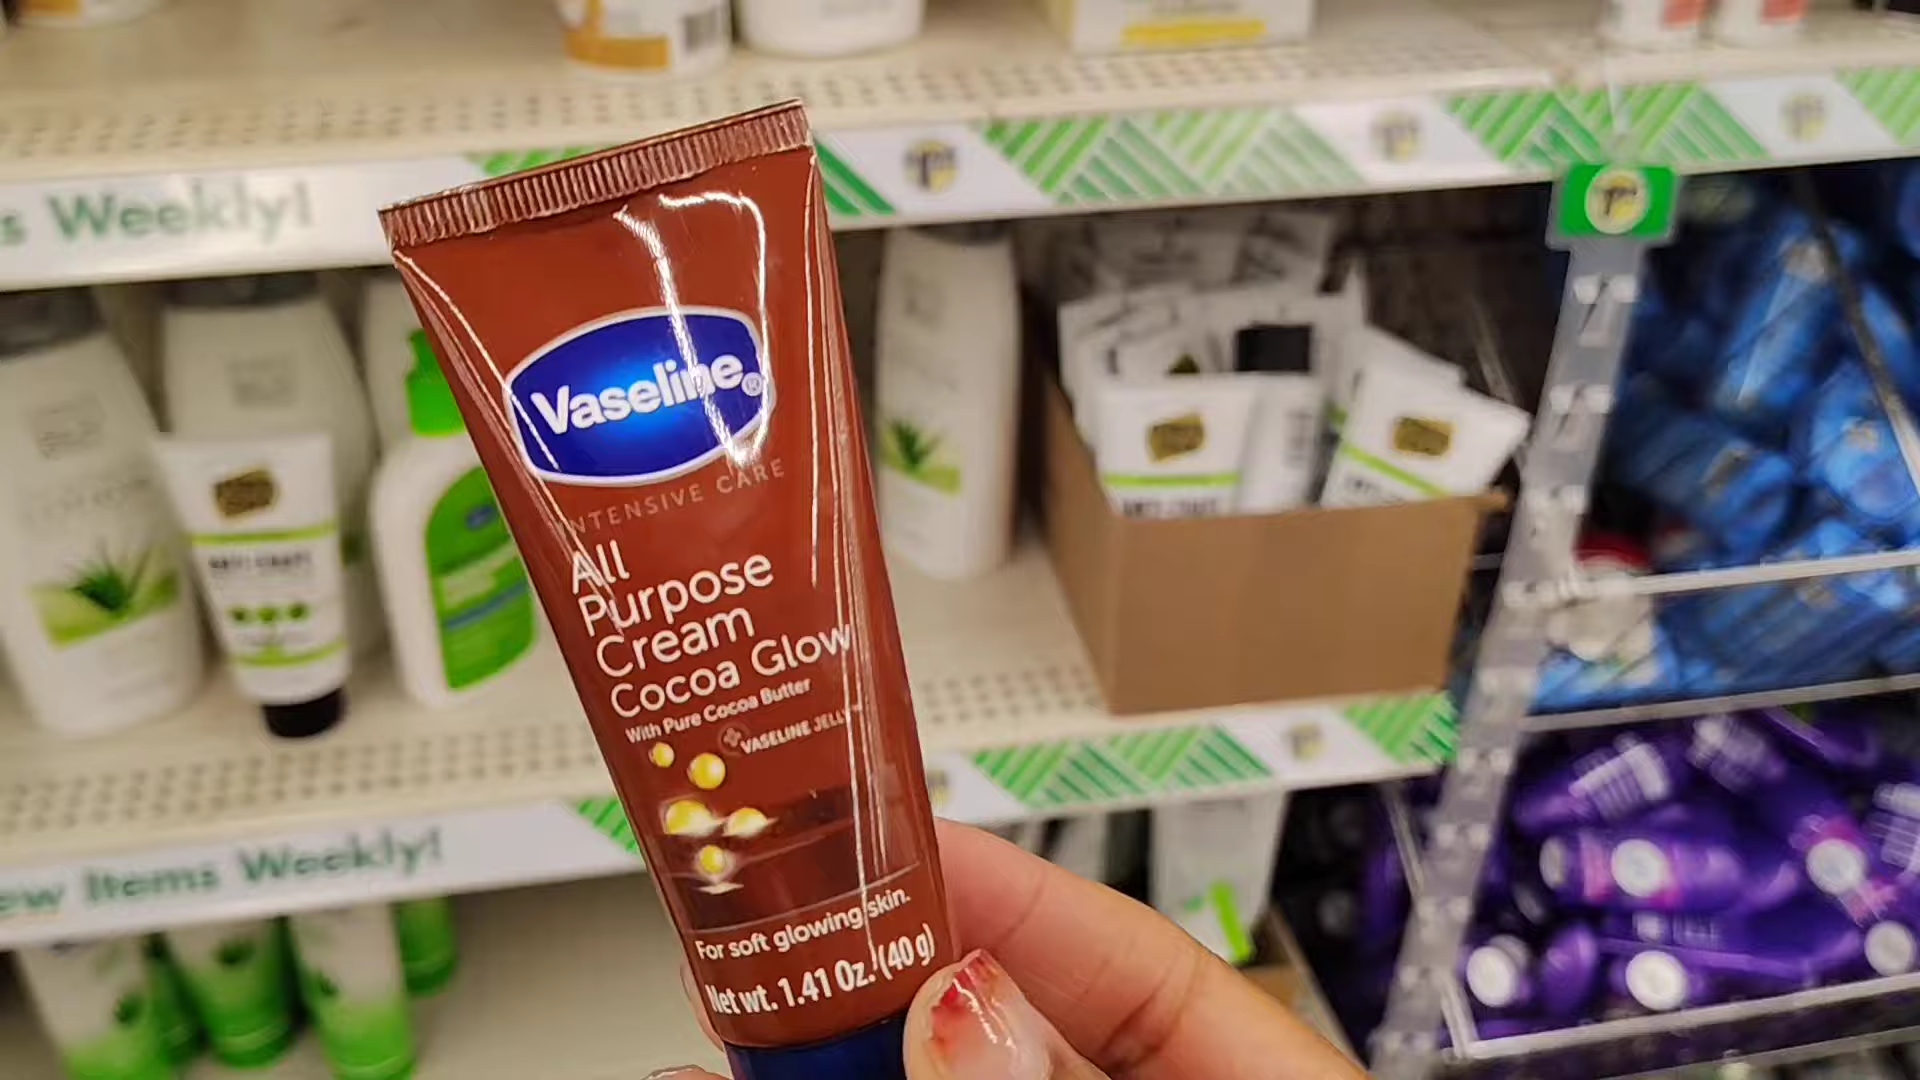 s Weekly!
Vaseline®
INTENSIVE CARE
All
Purpose
Cream
Cocoa Glow
With Pure Cocoa Butter
VASELINE JELLY
For soft glowing skin.
Net wt. 1.41 Oz. (40 g)
ew Items Weekly!